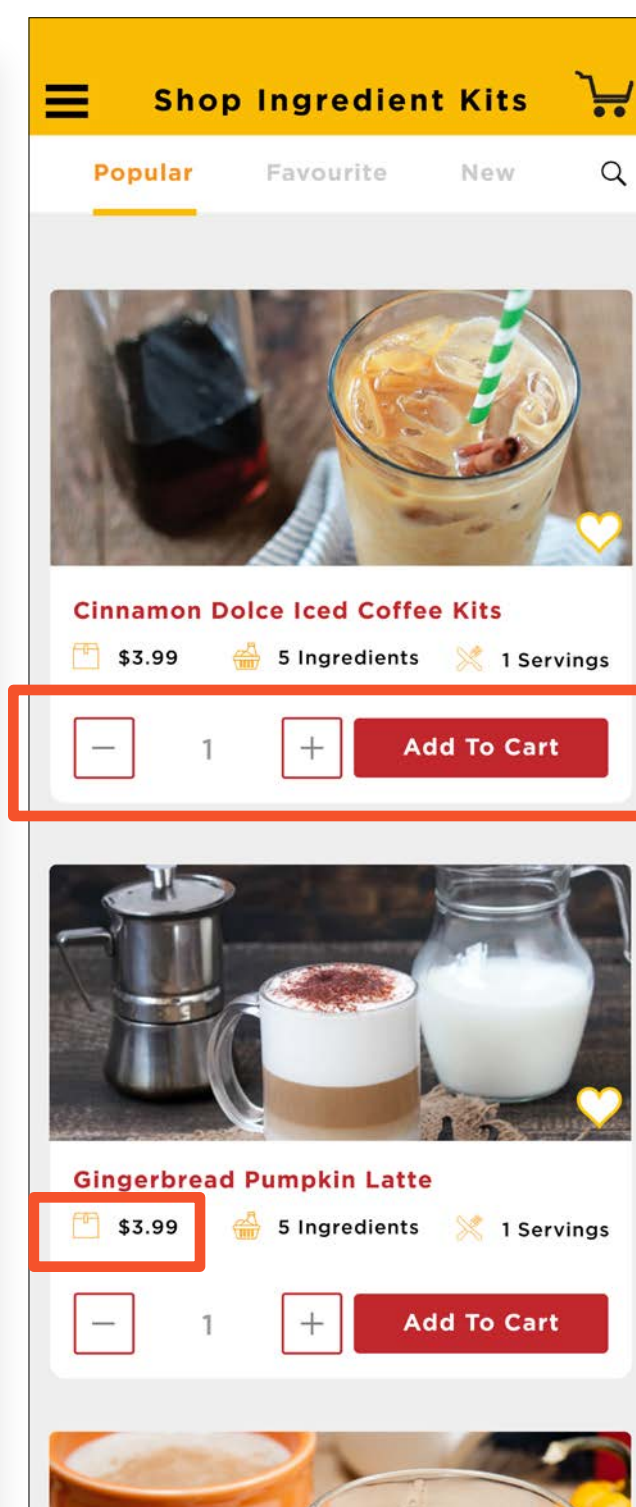 Shop Ingredient Kits
Popular Favourite New
Cinnamon Dolce Iced Coffee Kits
$3.99 5 Ingredients 1 Servings
1 Add To Cart
Gingerbread Pumpkin Latte
$3.99 5 Ingredients 1 Servings
1 Add To Cart